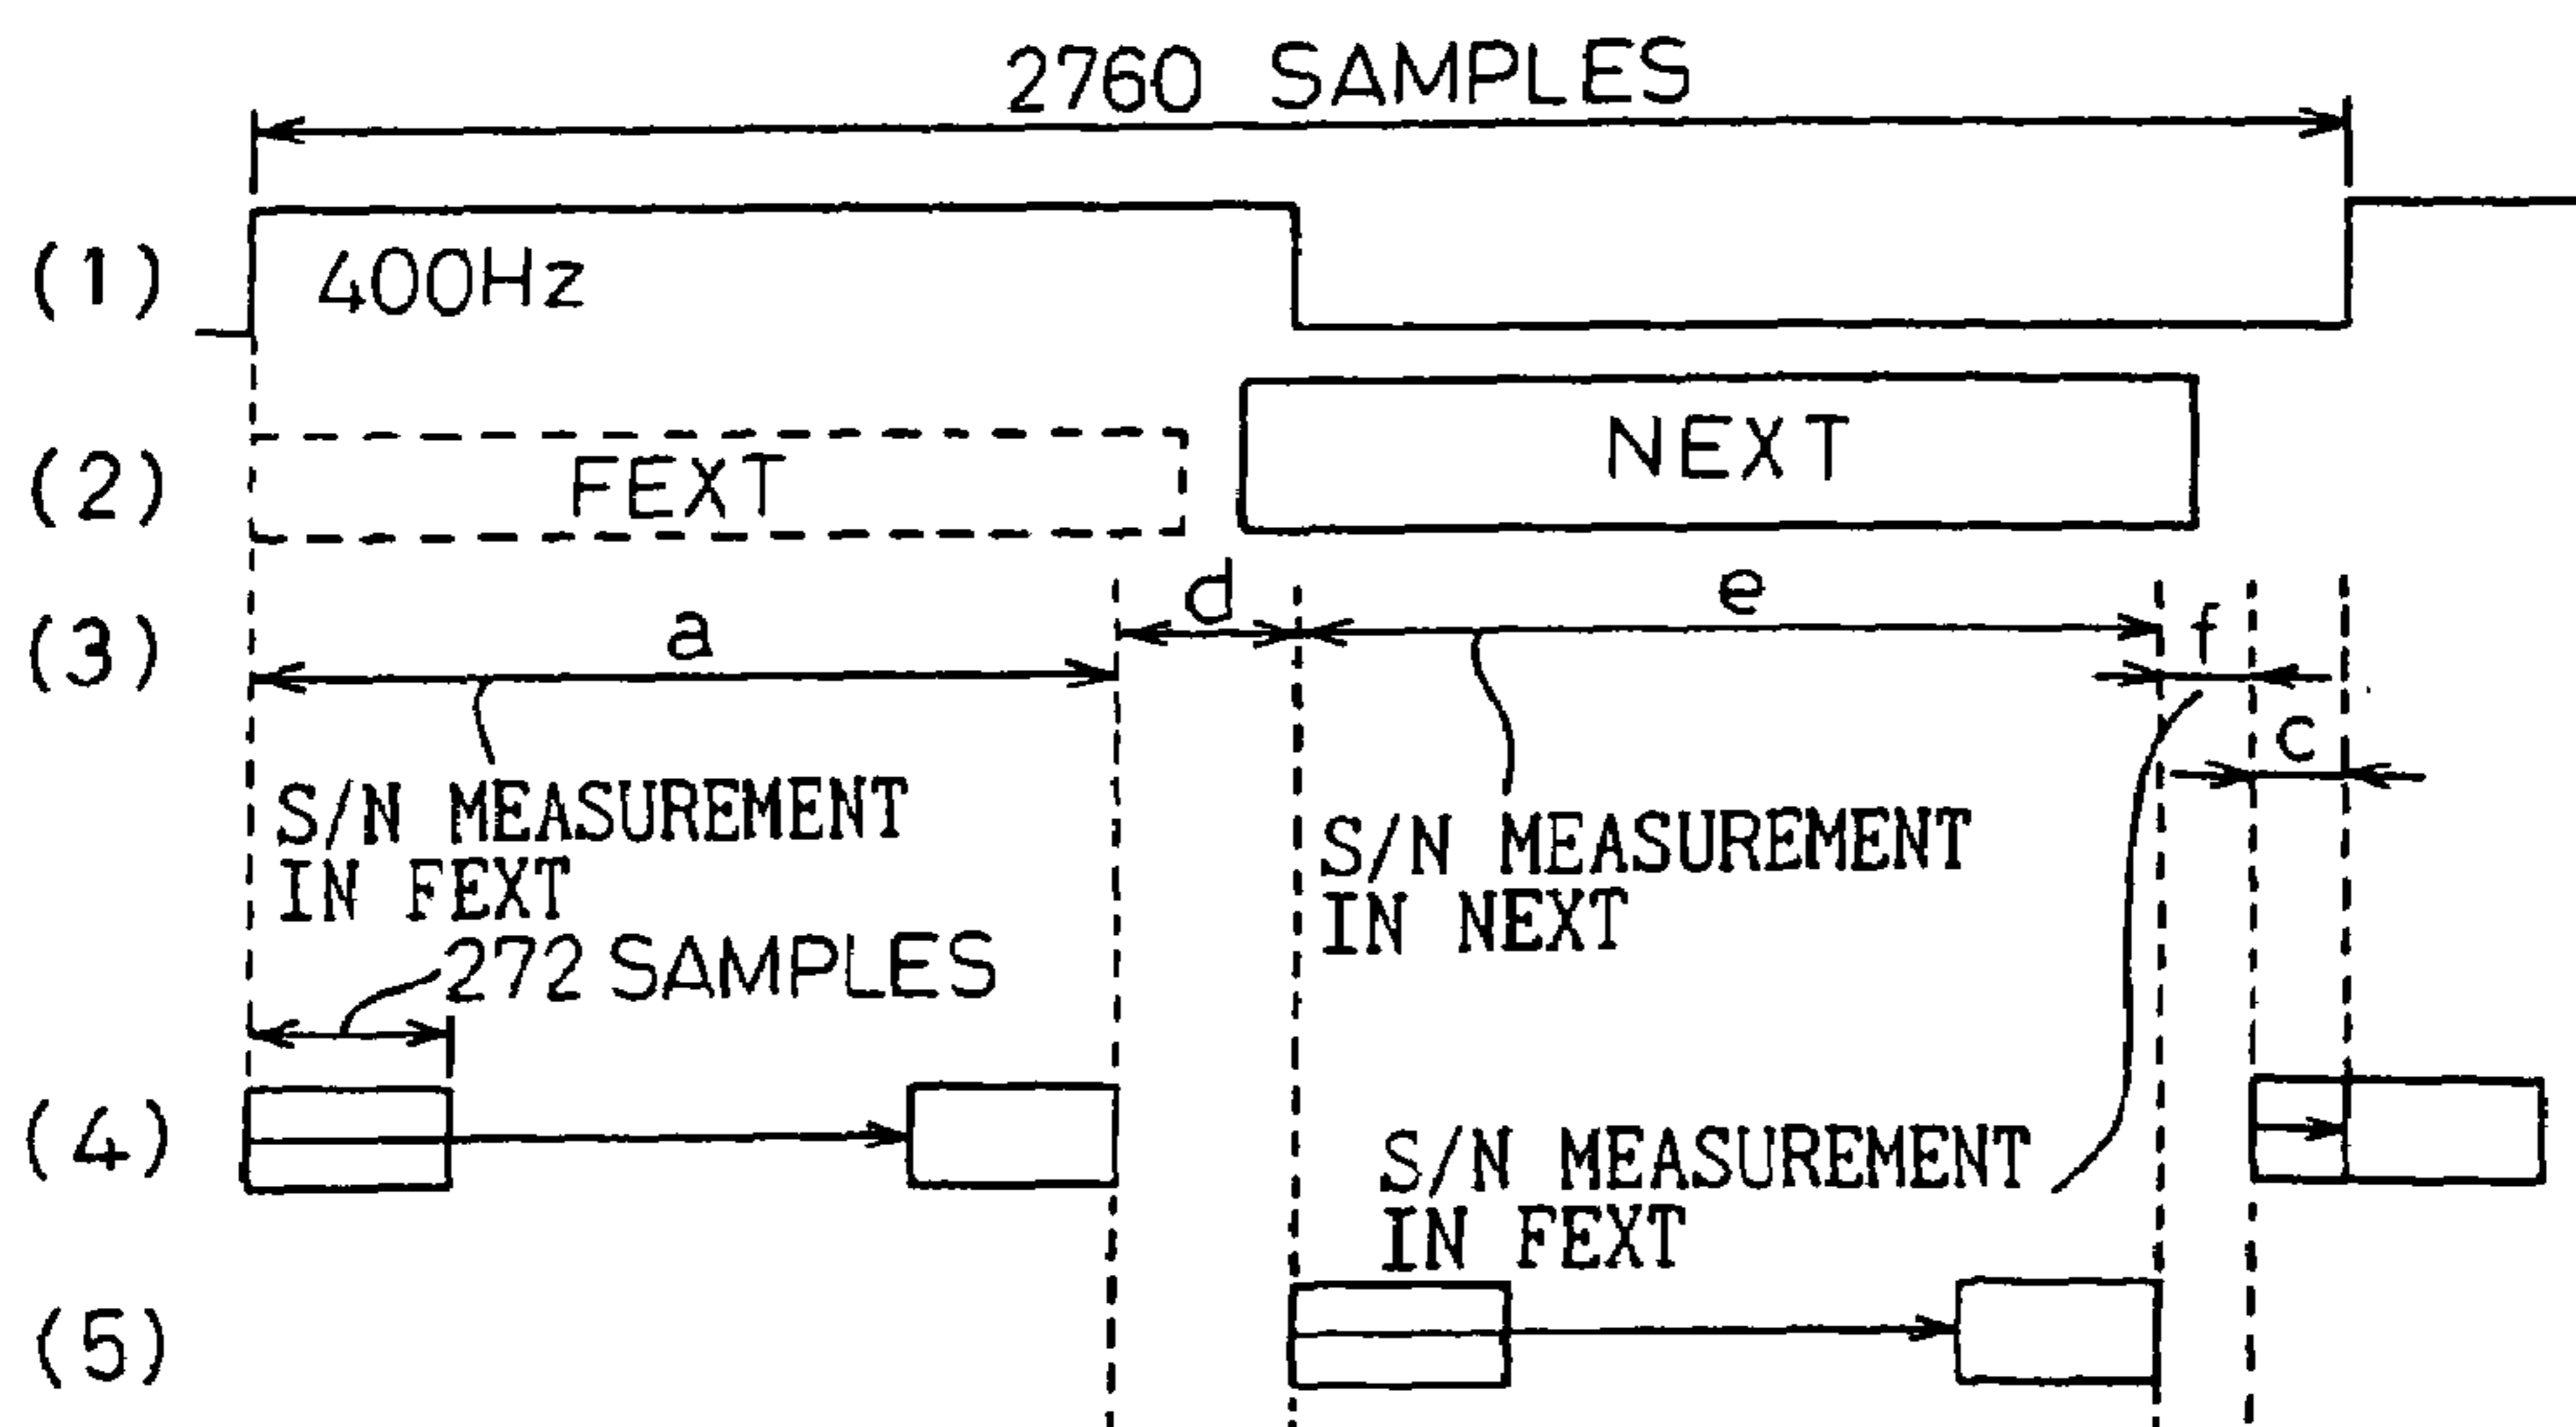 2760 SAMPLES
(1)
400Hz
(2)
FEXT
NEXT
(3)
a
d
e
f
c
S/N MEASUREMENT
IN FEXT
S/N MEASUREMENT
IN NEXT
272 SAMPLES
(4)
S/N MEASUREMENT
IN FEXT
(5)